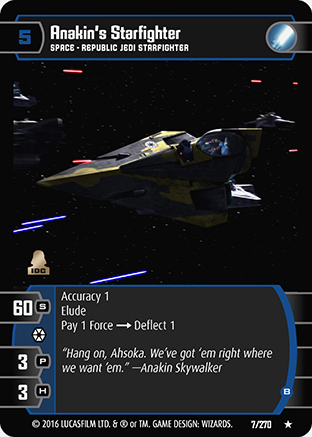 5
Anakin's Starfighter
SPACE - REPUBLIC JEDI STARFIGHTER
IDC
60 S
Accuracy 1
Elude
Pay 1 Force → Deflect 1
3 P
3 H
“Hang on, Ahsoka. We've got 'em right where
we want 'em.” —Anakin Skywalker
B
© 2016 LUCASFILM LTD. & ® or TM. GAME DESIGN: WIZARDS.
7/270 ★